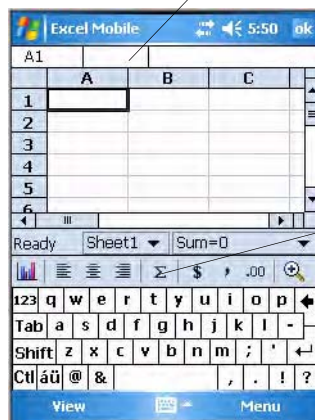 Excel Mobile 5:50 ok
A1
A B C
1
2
3
4
5
6
Ready Sheet1 Sum=0
Σ $ , .00
123 q w e r t y u i o p
Tab a s d f g h j k l -
Shift z x c v b n m ; '
Ctl áü @ & , . ! ?
View Menu